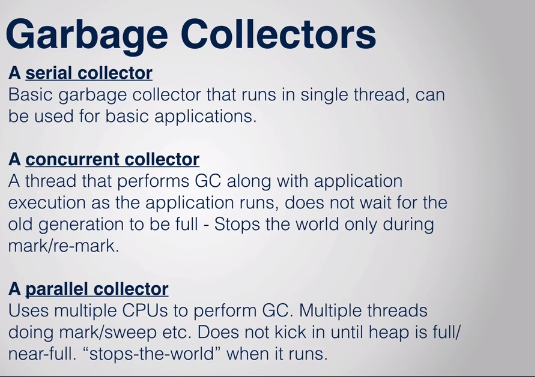 Garbage Collectors
A serial collector
Basic garbage collector that runs in single thread, can
be used for basic applications.
A concurrent collector
A thread that performs GC along with application
execution as the application runs, does not wait for the
old generation to be full - Stops the world only during
mark/re-mark.
A parallel collector
Uses multiple CPUs to perform GC. Multiple threads
doing mark/sweep etc. Does not kick in until heap is full/
near-full. “stops-the-world” when it runs.